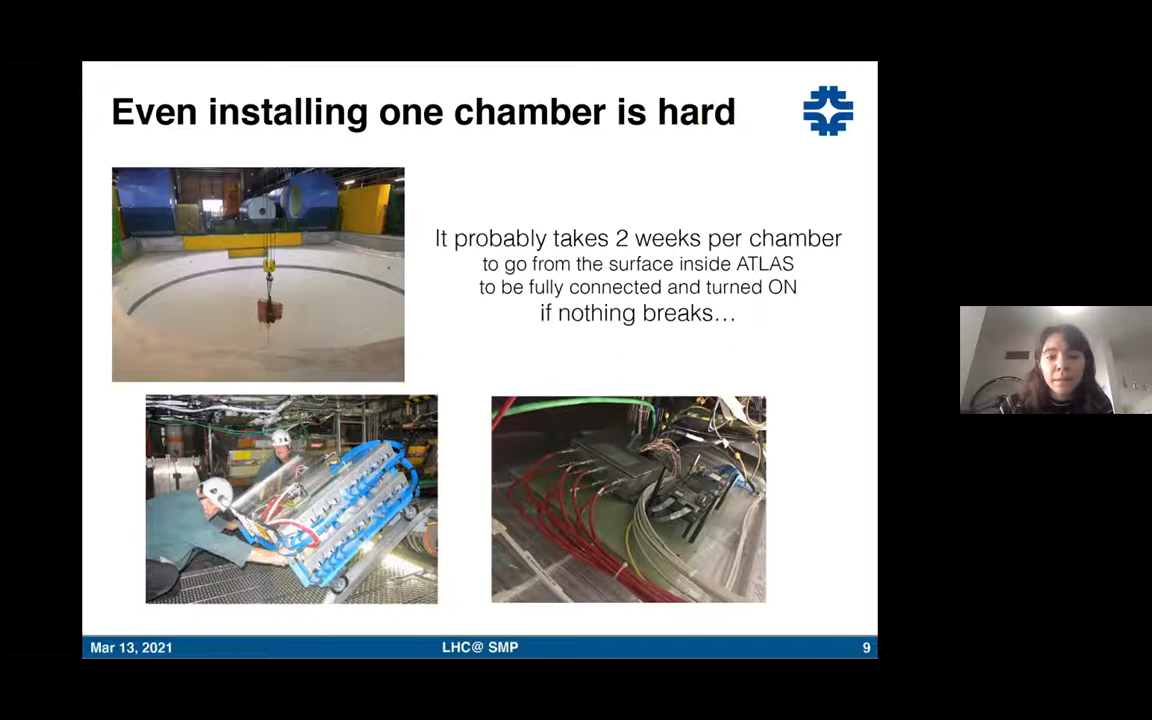 Even installing one chamber is hard
It probably takes 2 weeks per chamber
to go from the surface inside ATLAS
to be fully connected and turned ON
if nothing breaks…
Mar 13, 2021
LHC@ SMP
9